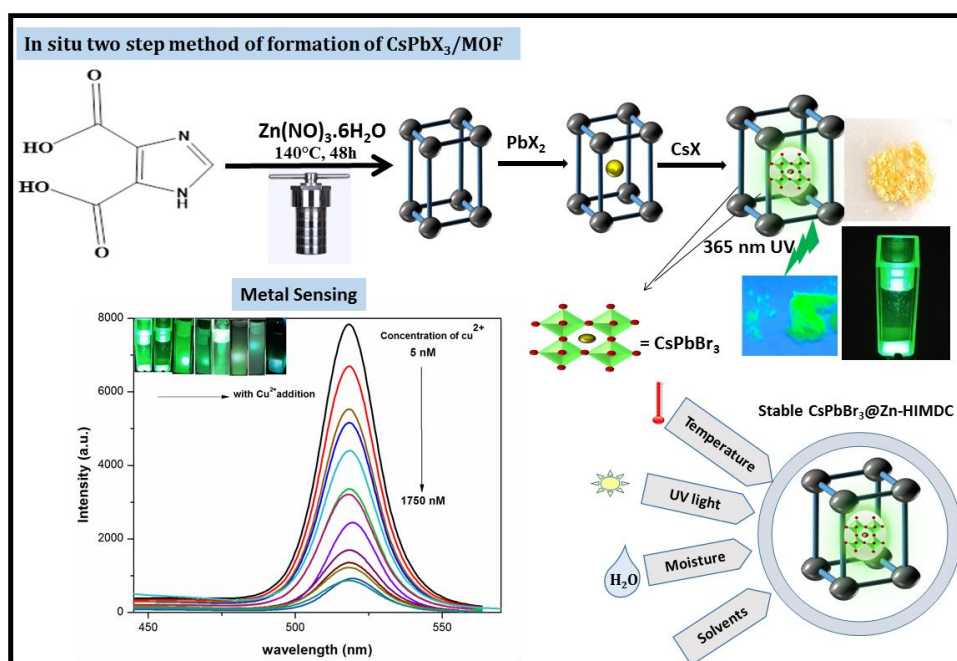 In situ two step method of formation of CsPbX₃/MOF
O
HO
HO
O
N
NH
Zn(NO)₃.6H₂O
140°C, 48h
PbX₂
CsX
365 nm UV
= CsPbBr₃
Metal Sensing
8000
6000
4000
2000
0
Intensity (a.u.)
Concentration of cu²⁺
5 nM
1750 nM
with Cu²⁺addition
450
500
550
wavelength (nm)
Stable CsPbBr₃@Zn-HIMDC
Temperature
UV light
H₂O
Moisture
Solvents